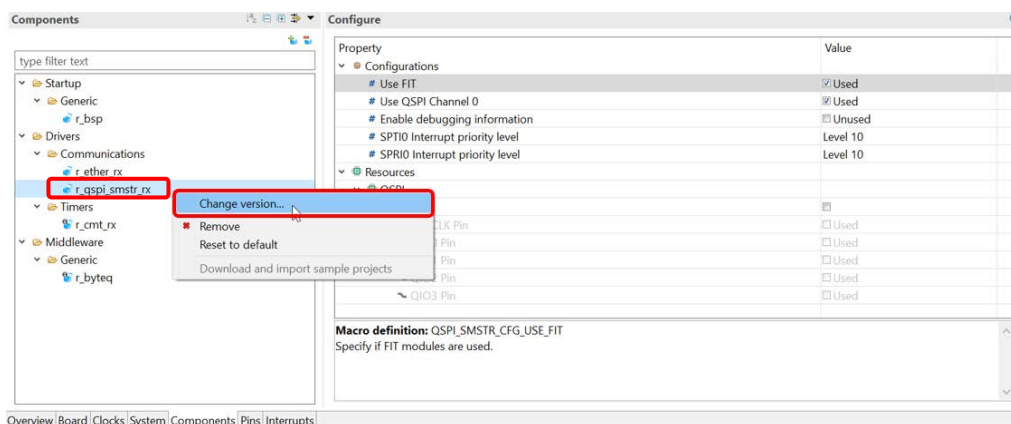 Components
Configure
type filter text
Startup
Generic
r_bsp
Drivers
Communications
r_ether_rx
r_qspi_smstr_rx
Timers
r_cmt_rx
Middleware
Generic
r_byteq
Change version...
Remove
Reset to default
Download and import sample projects
Property Value
Configurations
# Use FIT Used
# Use QSPI Channel 0 Used
# Enable debugging information Unused
# SPTI0 Interrupt priority level Level 10
# SPRI0 Interrupt priority level Level 10
Resources
QSPI
CLK Pin Used
Pin Used
Pin Used
Pin Used
QIO3 Pin Used
Macro definition: QSPI_SMSTR_CFG_USE_FIT
Specify if FIT modules are used.
Overview Board Clocks System Components Pins Interrupts